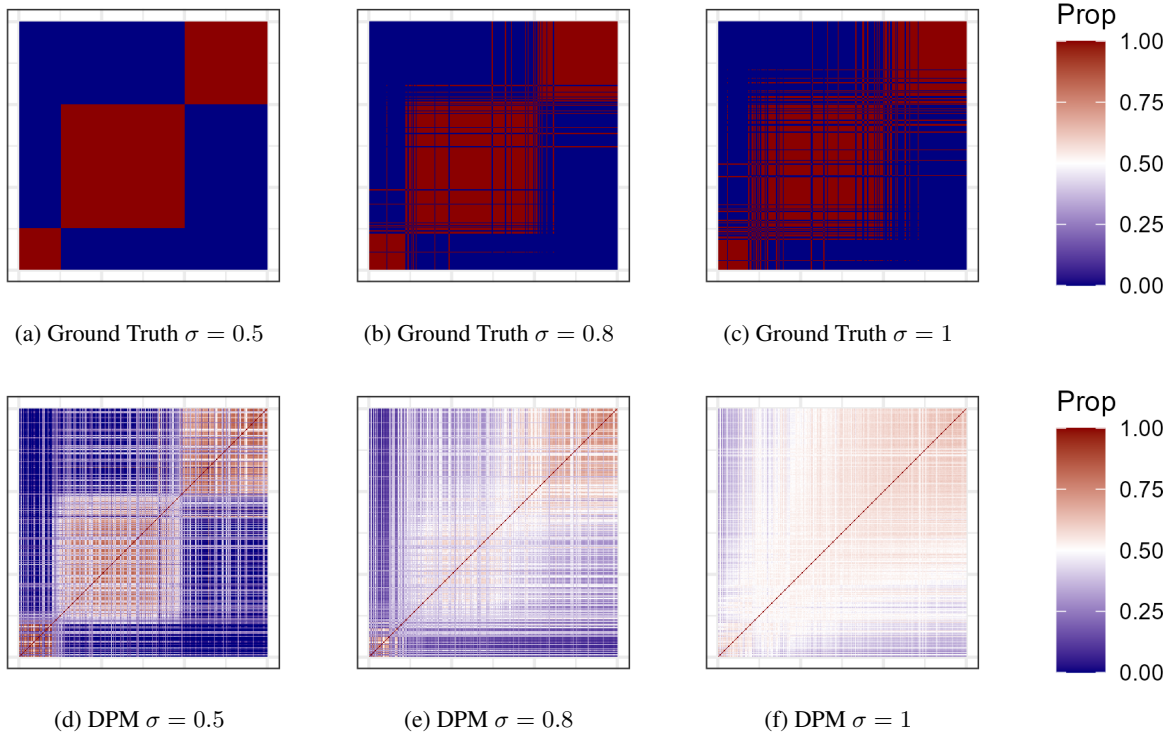 Prop
1.00
0.75
0.50
0.25
0.00
(a) Ground Truth σ = 0.5
(b) Ground Truth σ = 0.8
(c) Ground Truth σ = 1
Prop
1.00
0.75
0.50
0.25
0.00
(d) DPM σ = 0.5
(e) DPM σ = 0.8
(f) DPM σ = 1